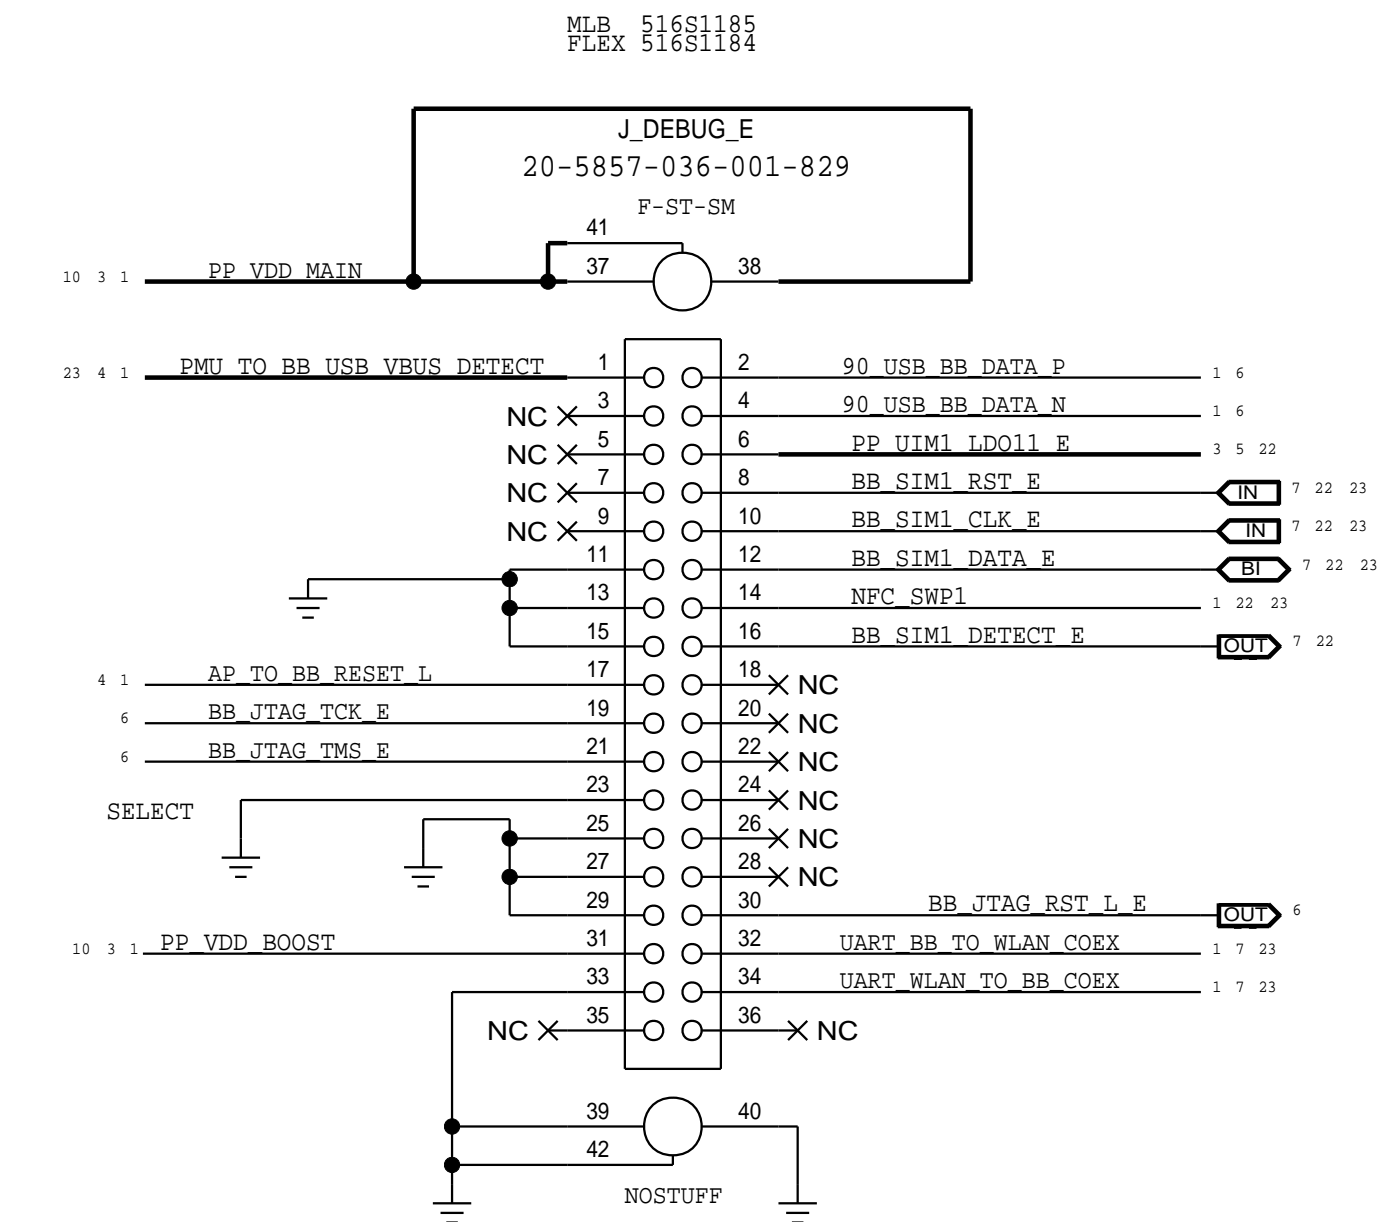 MLB 516S1185
FLEX 516S1184
J_DEBUG_E
20-5857-036-001-829
F-ST-SM
41
10 3 1 PP_VDD_MAIN 37 38
23 4 1 PMU_TO_BB_USB_VBUS_DETECT 1 2 90_USB_BB_DATA_P 1 6
NC 3 4 90_USB_BB_DATA_N 1 6
NC 5 6 PP_UIM1_LDO11_E 3 5 22
NC 7 8 BB_SIM1_RST_E IN 7 22 23
NC 9 10 BB_SIM1_CLK_E IN 7 22 23
11 12 BB_SIM1_DATA_E BI 7 22 23
13 14 NFC_SWP1 1 22 23
15 16 BB_SIM1_DETECT_E OUT 7 22
4 1 AP_TO_BB_RESET_L 17 18 NC
6 BB_JTAG_TCK_E 19 20 NC
6 BB_JTAG_TMS_E 21 22 NC
23 24 NC
SELECT
25 26 NC
27 28 NC
29 30 BB_JTAG_RST_L_E OUT 6
10 3 1 PP_VDD_BOOST 31 32 UART_BB_TO_WLAN_COEX 1 7 23
33 34 UART_WLAN_TO_BB_COEX 1 7 23
NC 35 36 NC
39 40
42
NOSTUFF